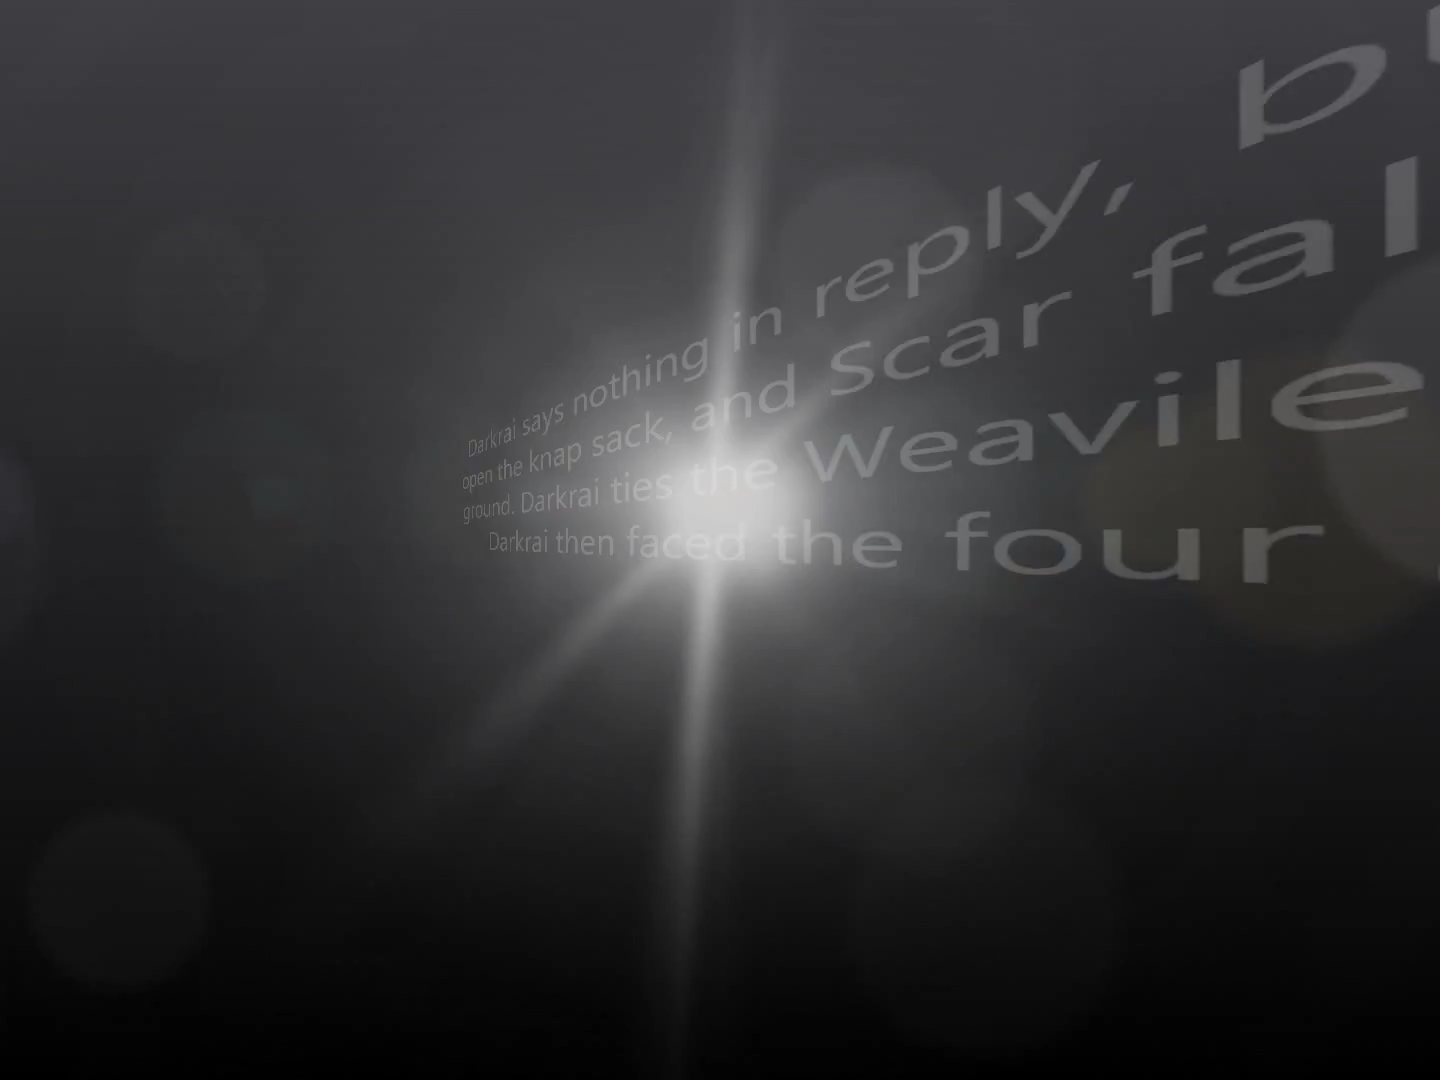 Darkrai says nothing in reply,
open the knap sack, and Scar
ground. Darkrai ties the Weavile
Darkrai then faced the four